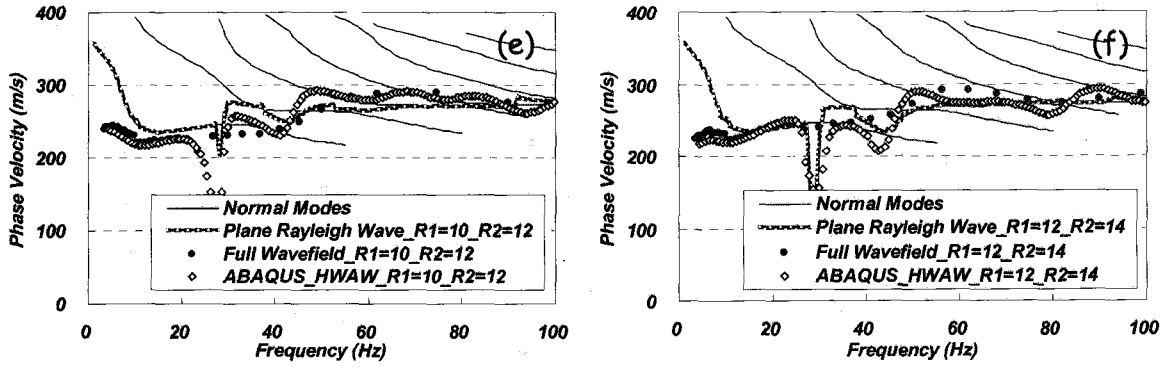 (e)
Phase Velocity (m/s)
400
300
200
100
0
Normal Modes
Plane Rayleigh Wave_R1=10_R2=12
Full Wavefield_R1=10_R2=12
ABAQUS_HWAW_R1=10_R2=12
0 20 40 60 80 100
Frequency (Hz)
(f)
Phase Velocity (m/s)
400
300
200
100
0
Normal Modes
Plane Rayleigh Wave_R1=12_R2=14
Full Wavefield_R1=12_R2=14
ABAQUS_HWAW_R1=12_R2=14
0 20 40 60 80 100
Frequency (Hz)